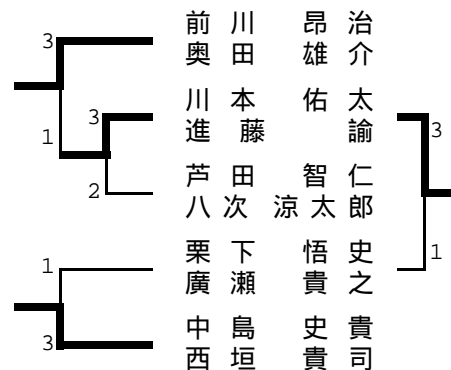 3
前川 昂治
奥田 雄介
川本 佑太
3
3
1
進藤 諭
芦田 智仁
2
八次 涼太郎
1
栗下 悟史
1
廣瀬 貴之
中島 史貴
3
西垣 貴司